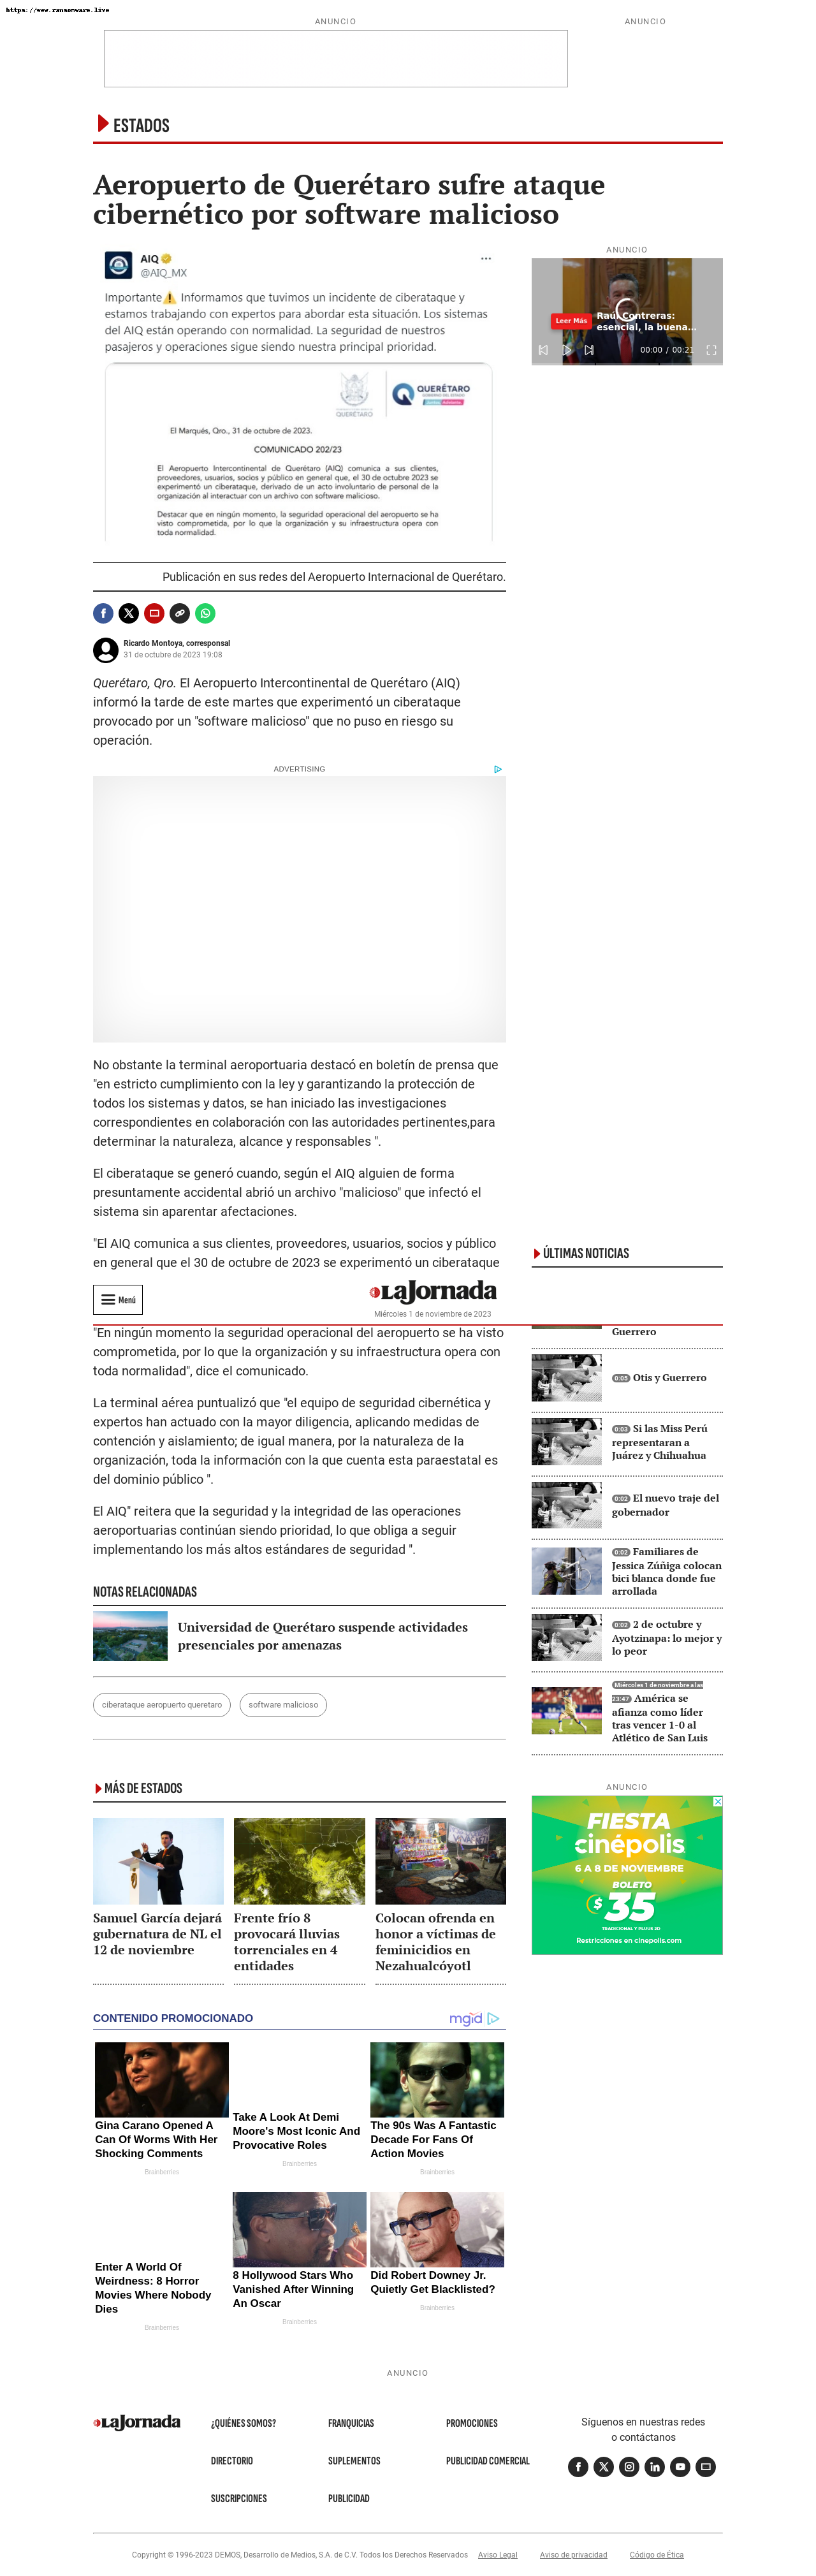 https://www.ransomware.live
ANUNCIO
ANUNCIO
ESTADOS
Aeropuerto de Querétaro sufre ataque
cibernético por software malicioso
AIQ
@AIQ_MX
Importante⚠️ Informamos que tuvimos un incidente de ciberataque y
estamos trabajando con expertos para abordar esta situación. Los sistemas
del AIQ están operando con normalidad. La seguridad de nuestros
pasajeros y operaciones sigue siendo nuestra principal prioridad.
QUERÉTARO
QUERÉTARO
El Marqués, Qro., 31 de octubre de 2023.
COMUNICADO 202/23
El Aeropuerto Intercontinental de Querétaro (AIQ) comunica a sus clientes,
proveedores, usuarios, socios y público en general que, el 30 de octubre 2023 se
experimentó un ciberataque, derivado de un acto involuntario de personal de la
organización al interactuar con un archivo con software malicioso.
Destacar que en ningún momento, la seguridad operacional del aeropuerto se ha
visto comprometida, por lo que, la organización y su infraestructura opera con
toda normalidad.
Publicación en sus redes del Aeropuerto Internacional de Querétaro.
Ricardo Montoya, corresponsal
31 de octubre de 2023 19:08
Querétaro, Qro. El Aeropuerto Intercontinental de Querétaro (AIQ)
informó la tarde de este martes que experimentó un ciberataque
provocado por un "software malicioso" que no puso en riesgo su
operación.
ADVERTISING
No obstante la terminal aeroportuaria destacó en boletín de prensa que
"en estricto cumplimiento con la ley y garantizando la protección de
todos los sistemas y datos, se han iniciado las investigaciones
correspondientes en colaboración con las autoridades pertinentes,para
determinar la naturaleza, alcance y responsables ".
El ciberataque se generó cuando, según el AIQ alguien de forma
presuntamente accidental abrió un archivo "malicioso" que infectó el
sistema sin aparentar afectaciones.
"El AIQ comunica a sus clientes, proveedores, usuarios, socios y público
en general que el 30 de octubre de 2023 se experimentó un ciberataque
Menú
LaJornada
Miércoles 1 de noviembre de 2023
"En ningún momento la seguridad operacional del aeropuerto se ha visto
comprometida, por lo que la organización y su infraestructura opera con
toda normalidad", dice el comunicado.
La terminal aérea puntualizó que "el equipo de seguridad cibernética y
expertos han actuado con la mayor diligencia, aplicando medidas de
contención y aislamiento; de igual manera, por la naturaleza de la
organización, toda la información con la que cuenta esta paraestatal es
del dominio público ".
El AIQ" reitera que la seguridad y la integridad de las operaciones
aeroportuarias continúan siendo prioridad, lo que obliga a seguir
implementando los más altos estándares de seguridad ".
NOTAS RELACIONADAS
Universidad de Querétaro suspende actividades
presenciales por amenazas
ciberataque aeropuerto queretaro
software malicioso
MÁS DE ESTADOS
Samuel García dejará
gubernatura de NL el
12 de noviembre
Frente frío 8
provocará lluvias
torrenciales en 4
entidades
Colocan ofrenda en
honor a víctimas de
feminicidios en
Nezahualcóyotl
CONTENIDO PROMOCIONADO
mgid
Gina Carano Opened A
Can Of Worms With Her
Shocking Comments
Brainberries
Take A Look At Demi
Moore's Most Iconic And
Provocative Roles
Brainberries
The 90s Was A Fantastic
Decade For Fans Of
Action Movies
Brainberries
Enter A World Of
Weirdness: 8 Horror
Movies Where Nobody
Dies
Brainberries
8 Hollywood Stars Who
Vanished After Winning
An Oscar
Brainberries
Did Robert Downey Jr.
Quietly Get Blacklisted?
Brainberries
ANUNCIO
Leer Más
Raúl Contreras:
esencial, la buena...
00:00 / 00:21
ÚLTIMAS NOTICIAS
Guerrero
0:05 Otis y Guerrero
0:03 Si las Miss Perú
representaran a
Juárez y Chihuahua
0:02 El nuevo traje del
gobernador
0:02 Familiares de
Jessica Zúñiga colocan
bici blanca donde fue
arrollada
0:02 2 de octubre y
Ayotzinapa: lo mejor y
lo peor
Miércoles 1 de noviembre a las
23:47 América se
afianza como líder
tras vencer 1-0 al
Atlético de San Luis
ANUNCIO
FIESTA
cinépolis
6 A 8 DE NOVIEMBRE
BOLETO
$35
TRADICIONAL Y PLUUS 2D
Restricciones en cinepolis.com
ANUNCIO
LaJornada
¿QUIÉNES SOMOS?
FRANQUICIAS
PROMOCIONES
DIRECTORIO
SUPLEMENTOS
PUBLICIDAD COMERCIAL
SUSCRIPCIONES
PUBLICIDAD
Síguenos en nuestras redes
o contáctanos
Copyright © 1996-2023 DEMOS, Desarrollo de Medios, S.A. de C.V. Todos los Derechos Reservados
Aviso Legal
Aviso de privacidad
Código de Ética